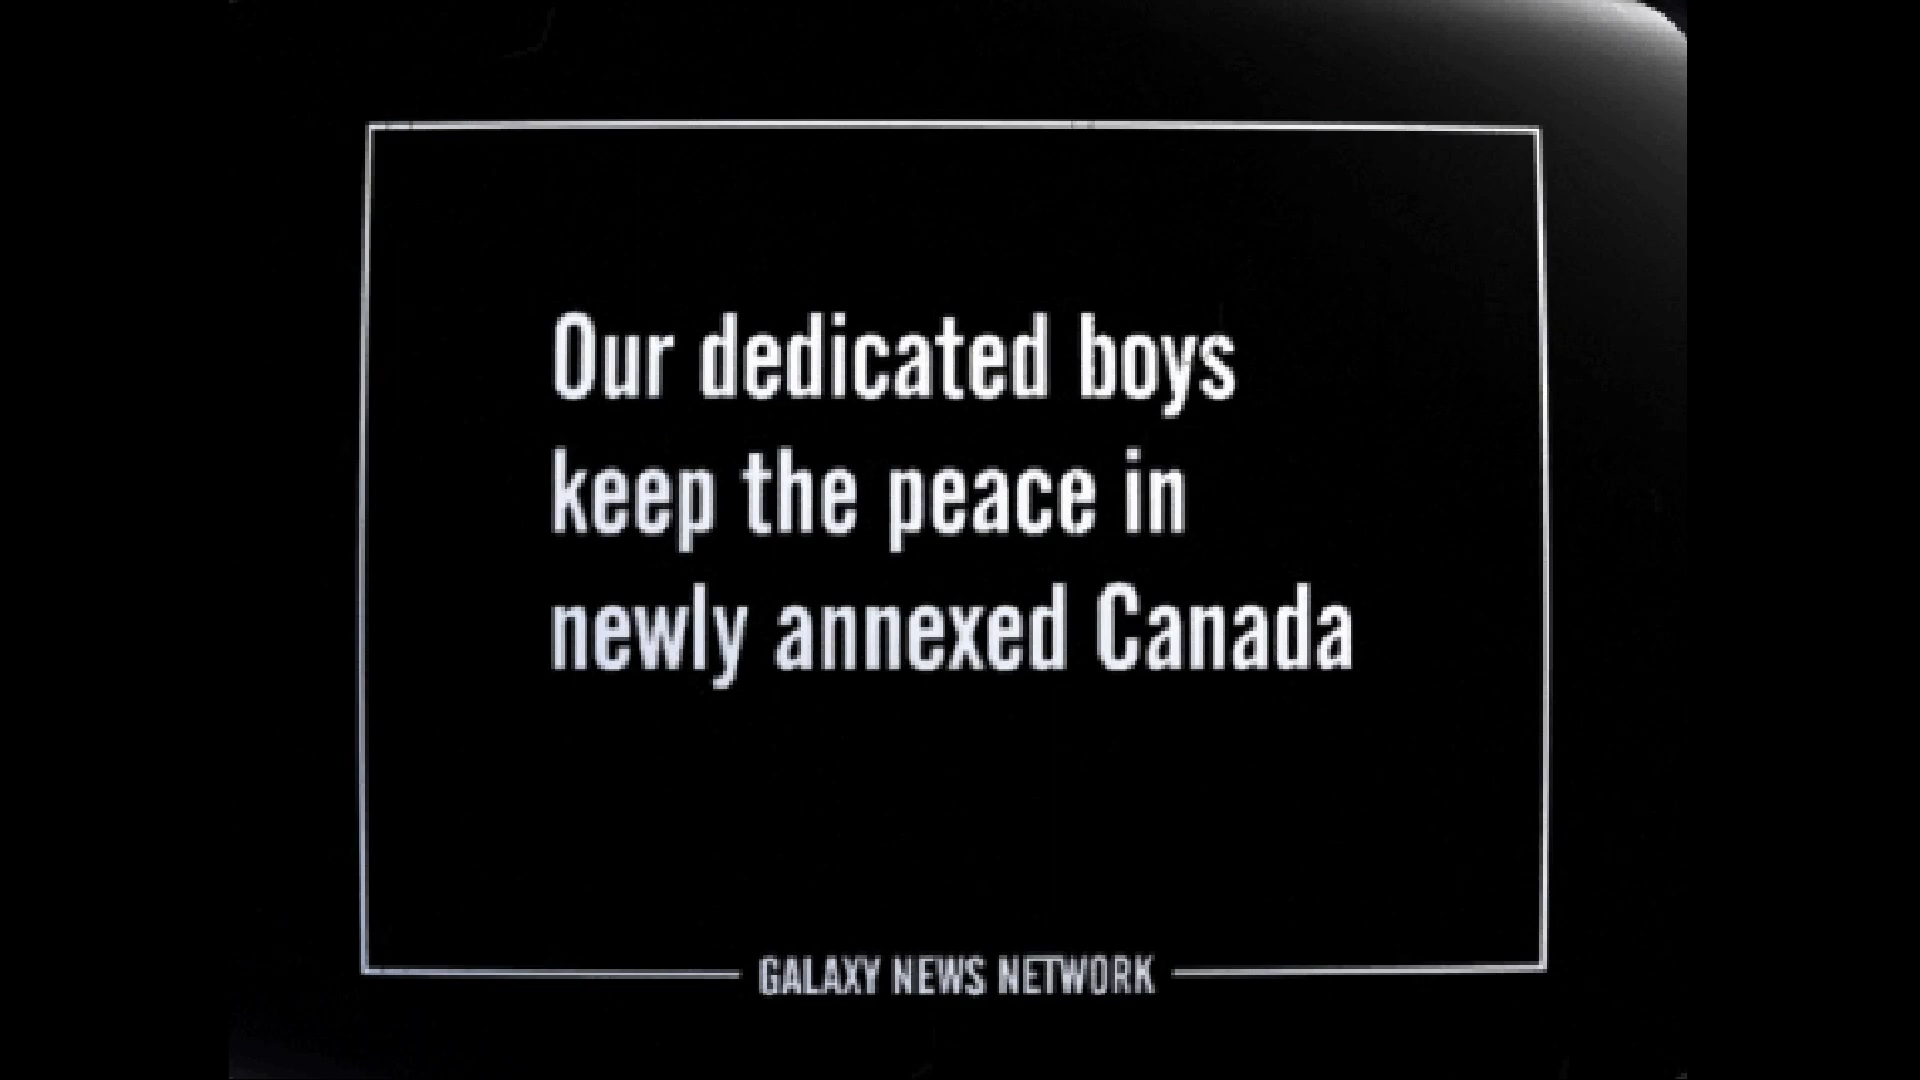 Our dedicated boys
keep the peace in
newly annexed Canada
GALAXY NEWS NETWORK